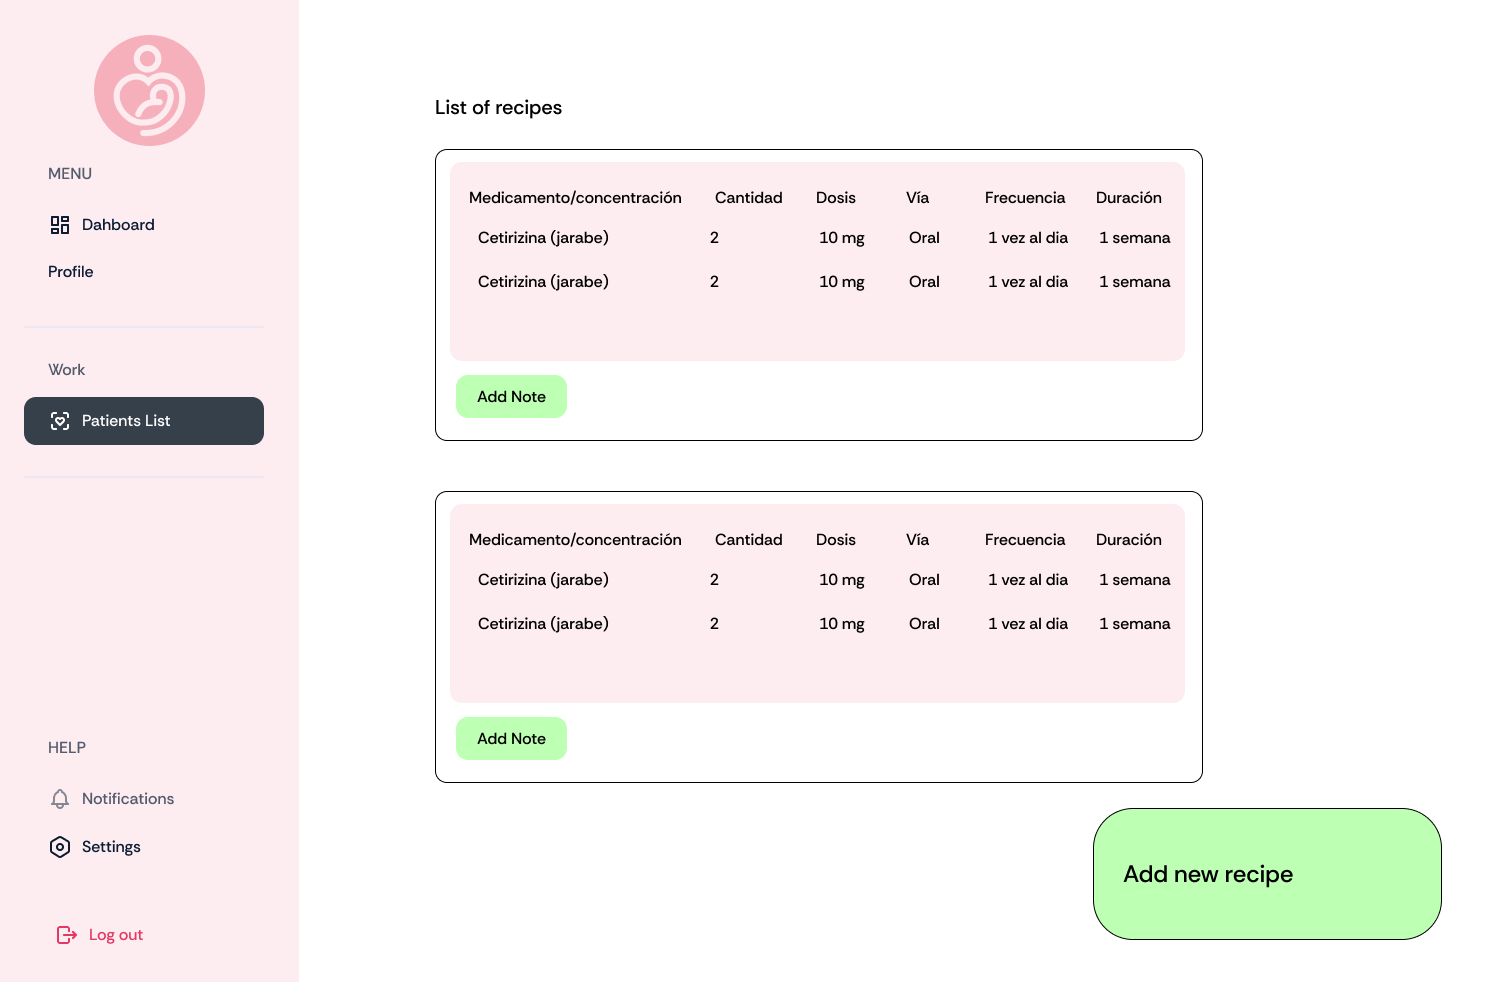 MENU
Dahboard
Profile
Work
Patients List
HELP
Notifications
Settings
Log out
List of recipes
Medicamento/concentración Cantidad Dosis Vía Frecuencia Duración
Cetirizina (jarabe) 2 10 mg Oral 1 vez al dia 1 semana
Cetirizina (jarabe) 2 10 mg Oral 1 vez al dia 1 semana
Add Note
Medicamento/concentración Cantidad Dosis Vía Frecuencia Duración
Cetirizina (jarabe) 2 10 mg Oral 1 vez al dia 1 semana
Cetirizina (jarabe) 2 10 mg Oral 1 vez al dia 1 semana
Add Note
Add new recipe